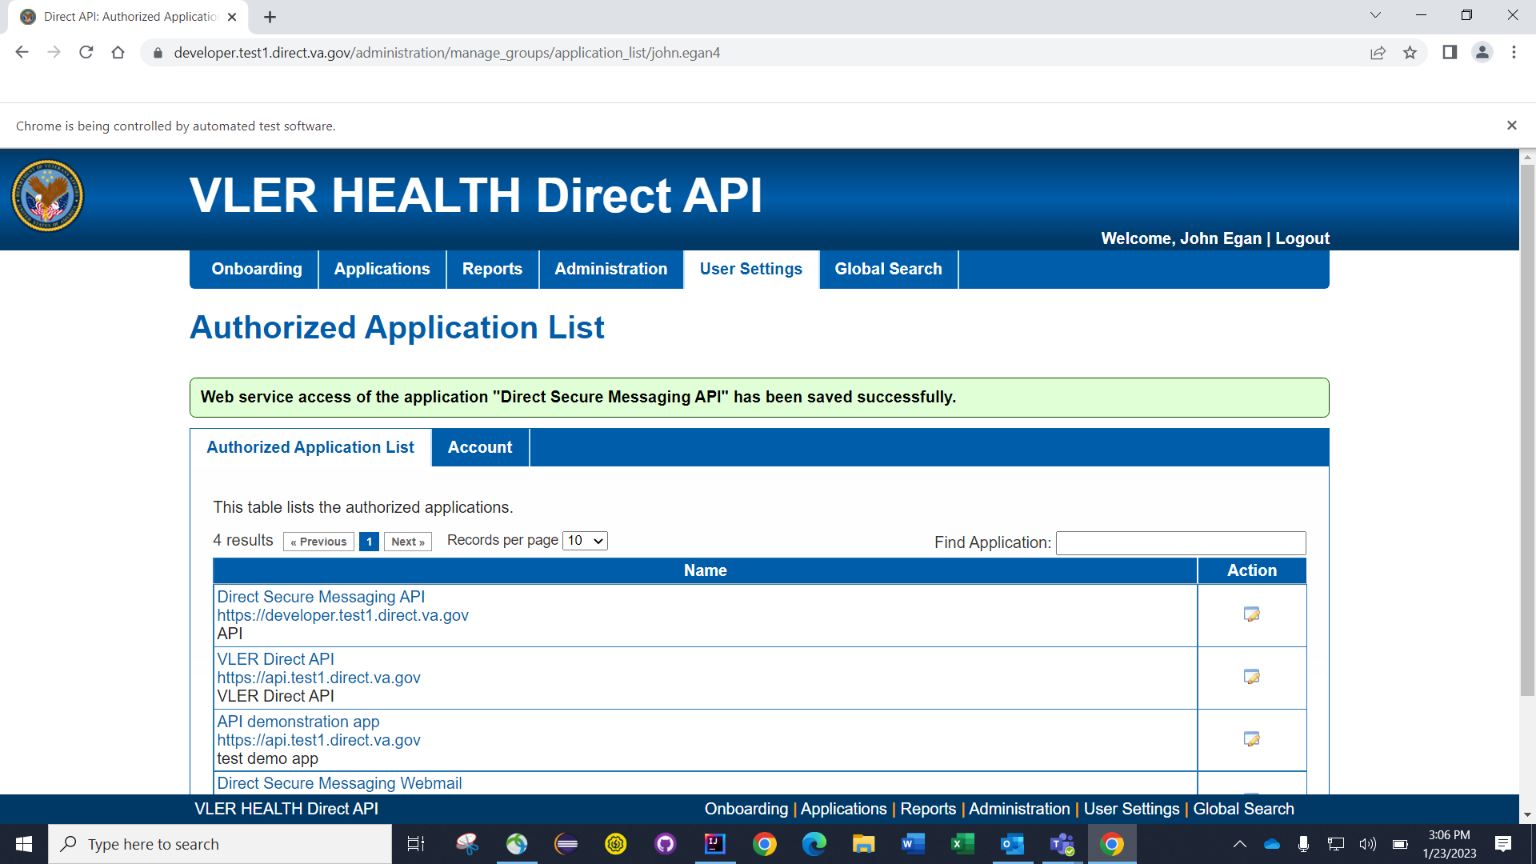 Direct API: Authorized Applicatio
developer.test1.direct.va.gov/administration/manage_groups/application_list/john.egan4
Chrome is being controlled by automated test software.
VLER HEALTH Direct API
Welcome, John Egan | Logout
Onboarding Applications Reports Administration User Settings Global Search
Authorized Application List
Web service access of the application "Direct Secure Messaging API" has been saved successfully.
Authorized Application List Account
This table lists the authorized applications.
4 results « Previous 1 Next » Records per page 10 Find Application:
Name Action
Direct Secure Messaging API
https://developer.test1.direct.va.gov
API
VLER Direct API
https://api.test1.direct.va.gov
VLER Direct API
API demonstration app
https://api.test1.direct.va.gov
test demo app
Direct Secure Messaging Webmail
VLER HEALTH Direct API Onboarding | Applications | Reports | Administration | User Settings | Global Search
Type here to search
3:06 PM
1/23/2023